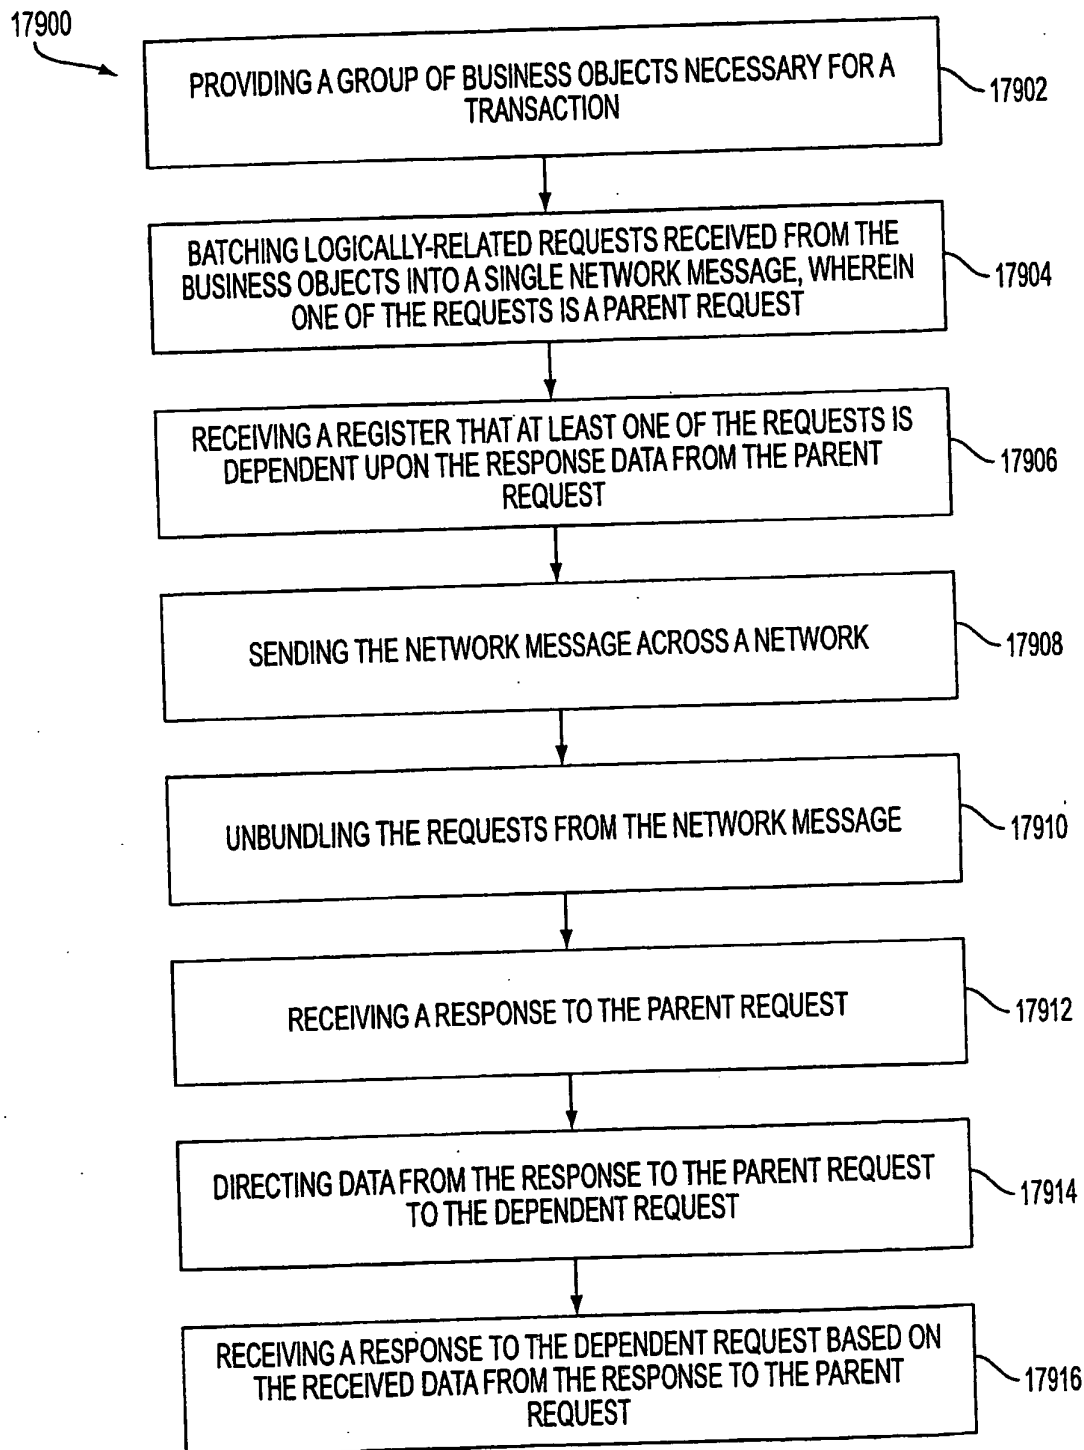 17900
PROVIDING A GROUP OF BUSINESS OBJECTS NECESSARY FOR A
TRANSACTION
17902
BATCHING LOGICALLY-RELATED REQUESTS RECEIVED FROM THE
BUSINESS OBJECTS INTO A SINGLE NETWORK MESSAGE, WHEREIN
ONE OF THE REQUESTS IS A PARENT REQUEST
17904
RECEIVING A REGISTER THAT AT LEAST ONE OF THE REQUESTS IS
DEPENDENT UPON THE RESPONSE DATA FROM THE PARENT
REQUEST
17906
SENDING THE NETWORK MESSAGE ACROSS A NETWORK
17908
UNBUNDLING THE REQUESTS FROM THE NETWORK MESSAGE
17910
RECEIVING A RESPONSE TO THE PARENT REQUEST
17912
DIRECTING DATA FROM THE RESPONSE TO THE PARENT REQUEST
TO THE DEPENDENT REQUEST
17914
RECEIVING A RESPONSE TO THE DEPENDENT REQUEST BASED ON
THE RECEIVED DATA FROM THE RESPONSE TO THE PARENT
REQUEST
17916